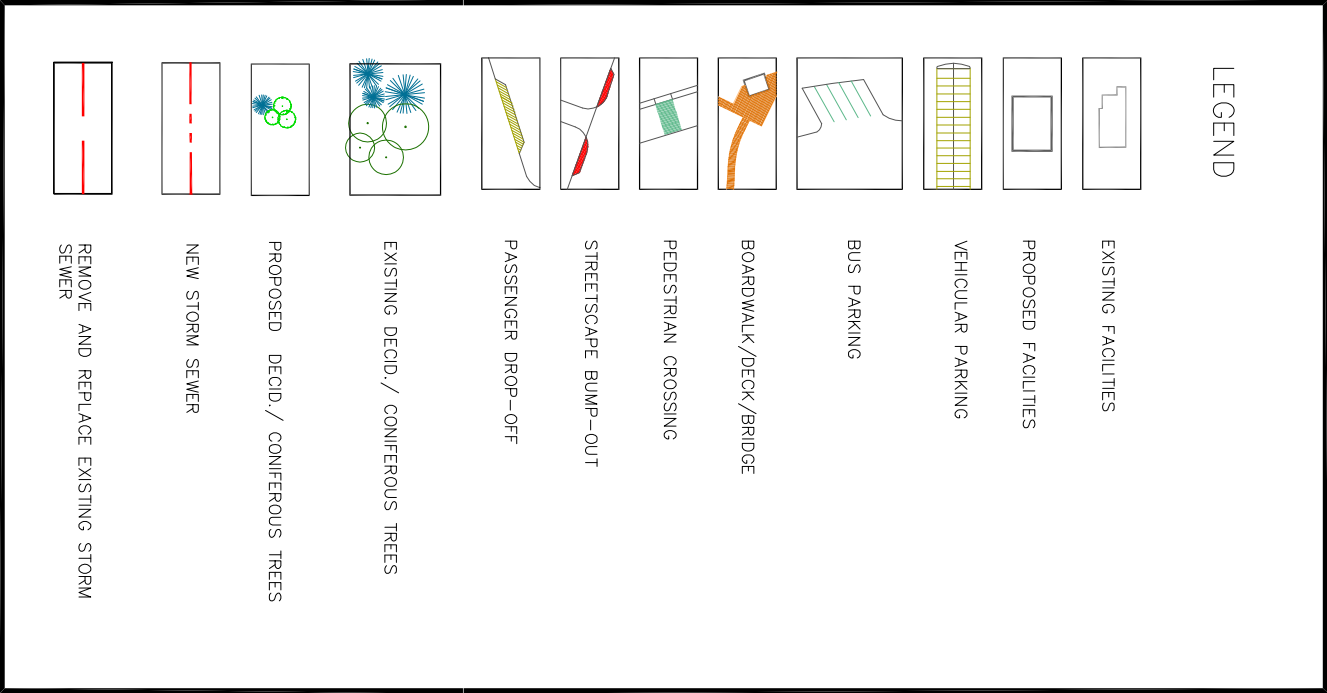 LEGEND
EXISTING FACILITIES
PROPOSED FACILITIES
VEHICULAR PARKING
BUS PARKING
BOARDWALK/DECK/BRIDGE
PEDESTRIAN CROSSING
STREETSCAPE BUMP-OUT
PASSENGER DROP-OFF
EXISTING DECID./ CONIFEROUS TREES
PROPOSED DECID./ CONIFEROUS TREES
NEW STORM SEWER
REMOVE AND REPLACE EXISTING STORM
SEWER